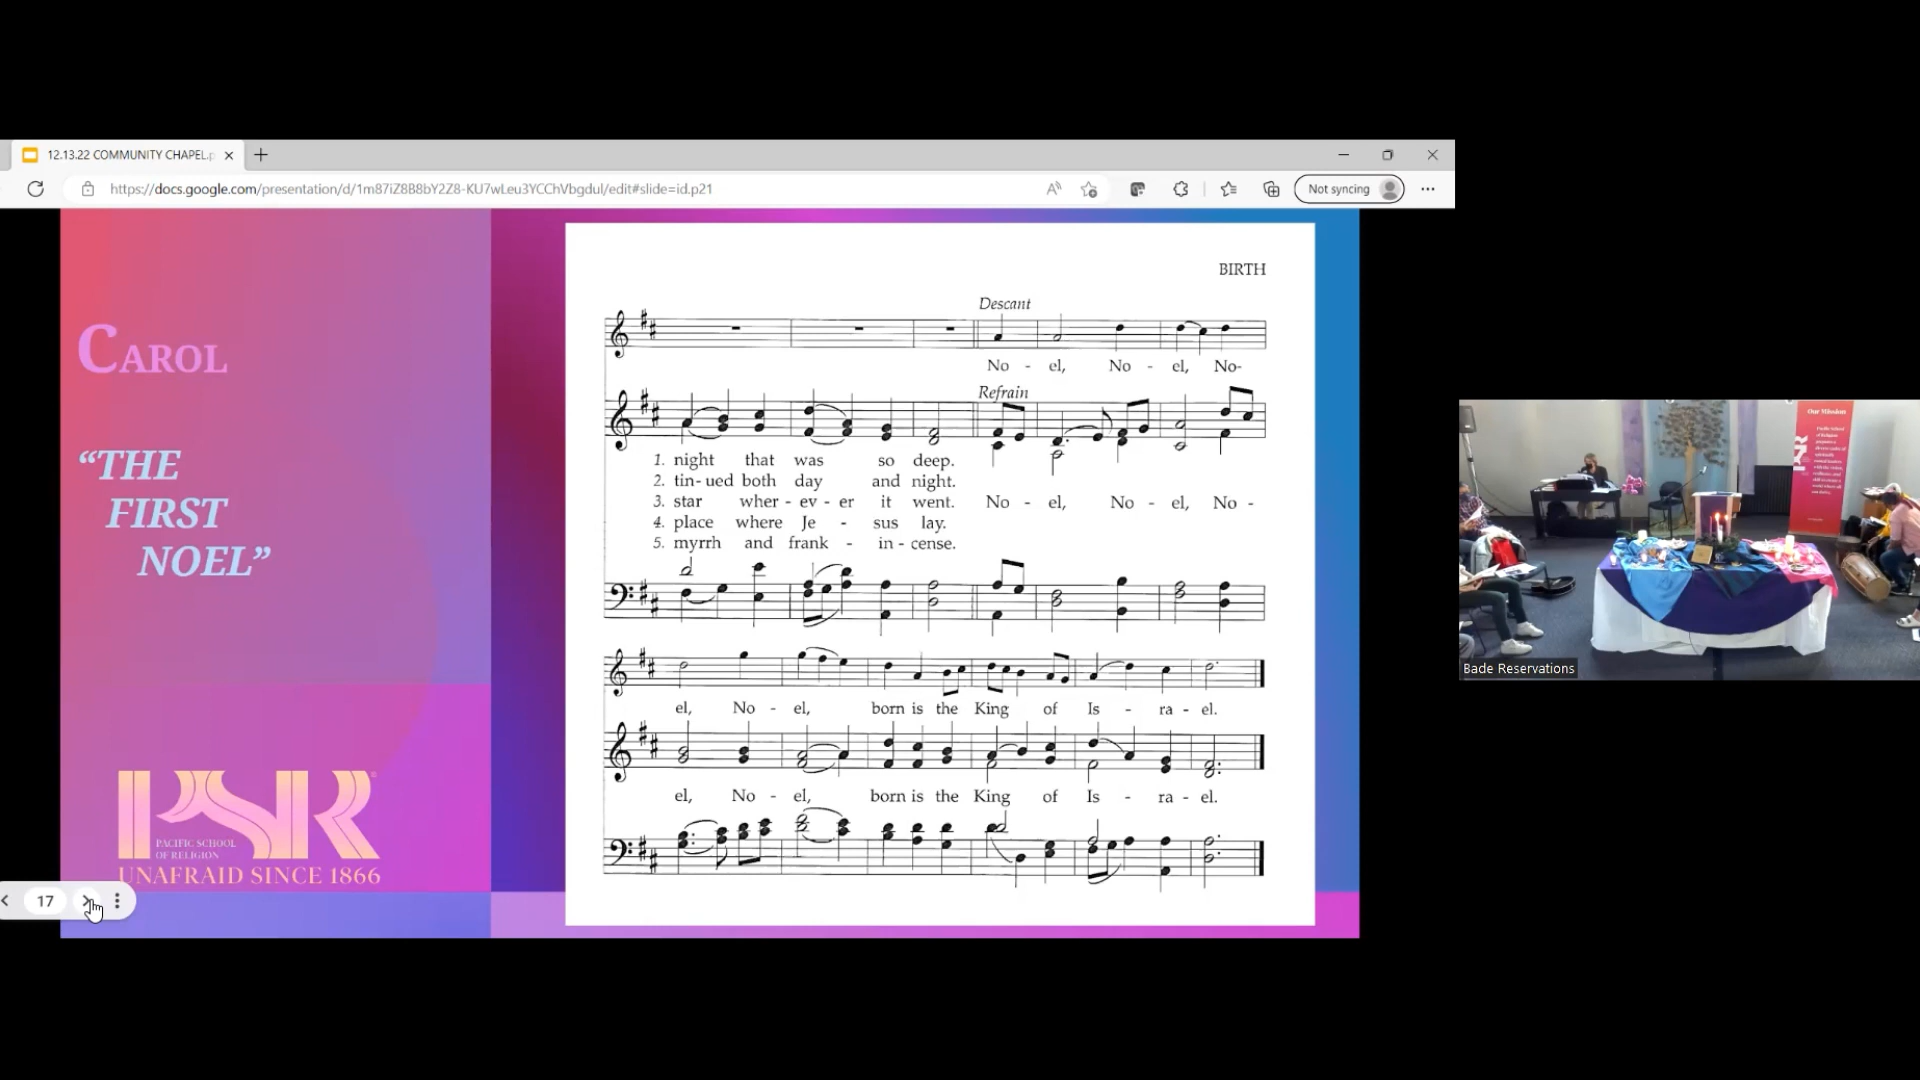 12.13.22 COMMUNITY CHAPEL.p
https://docs.google.com/presentation/d/1m87iZ8B8bY2Z8-KU7wLeu3YCChVbgdul/edit#slide=id.p21
Not syncing
CAROL
“THE
FIRST
NOEL”
PSR
PACIFIC SCHOOL
OF RELIGION
UNAFRAID SINCE 1866
17
BIRTH
Descant
No - el, No - el, No-
Refrain
1. night that was so deep.
2. tin- ued both day and night.
3. star wher - ev - er it went. No - el, No - el, No -
4. place where Je - sus lay.
5. myrrh and frank - in - cense.
el, No - el, born is the King of Is - ra - el.
el, No - el, born is the King of Is - ra - el.
Our Mission
PSR
Bade Reservations